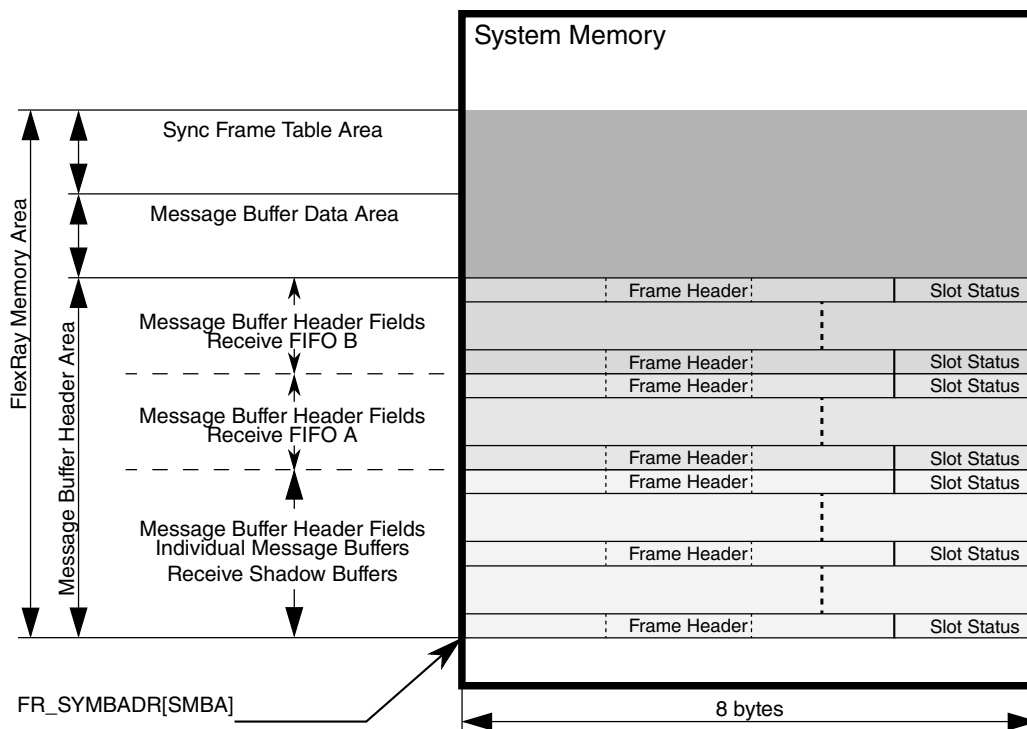 System Memory
Sync Frame Table Area
Message Buffer Data Area
FlexRay Memory Area
Message Buffer Header Area
Frame Header Slot Status
Message Buffer Header Fields
Receive FIFO B
Frame Header Slot Status
Frame Header Slot Status
Message Buffer Header Fields
Receive FIFO A
Frame Header Slot Status
Frame Header Slot Status
Message Buffer Header Fields
Individual Message Buffers
Receive Shadow Buffers
Frame Header Slot Status
Frame Header Slot Status
FR_SYMBADR[SMBA]
8 bytes